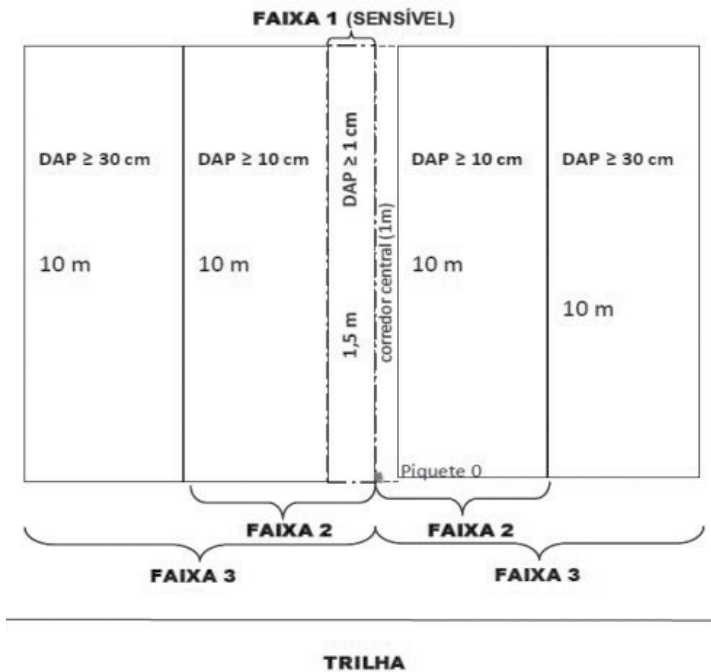 FAIXA 1 (SENSÍVEL)
DAP ≥ 30 cm
DAP ≥ 10 cm
DAP ≥ 1 cm
DAP ≥ 10 cm
DAP ≥ 30 cm
10 m
10 m
1,5 m
corredor central (1m)
10 m
10 m
Piquete 0
FAIXA 2
FAIXA 2
FAIXA 3
FAIXA 3
TRILHA